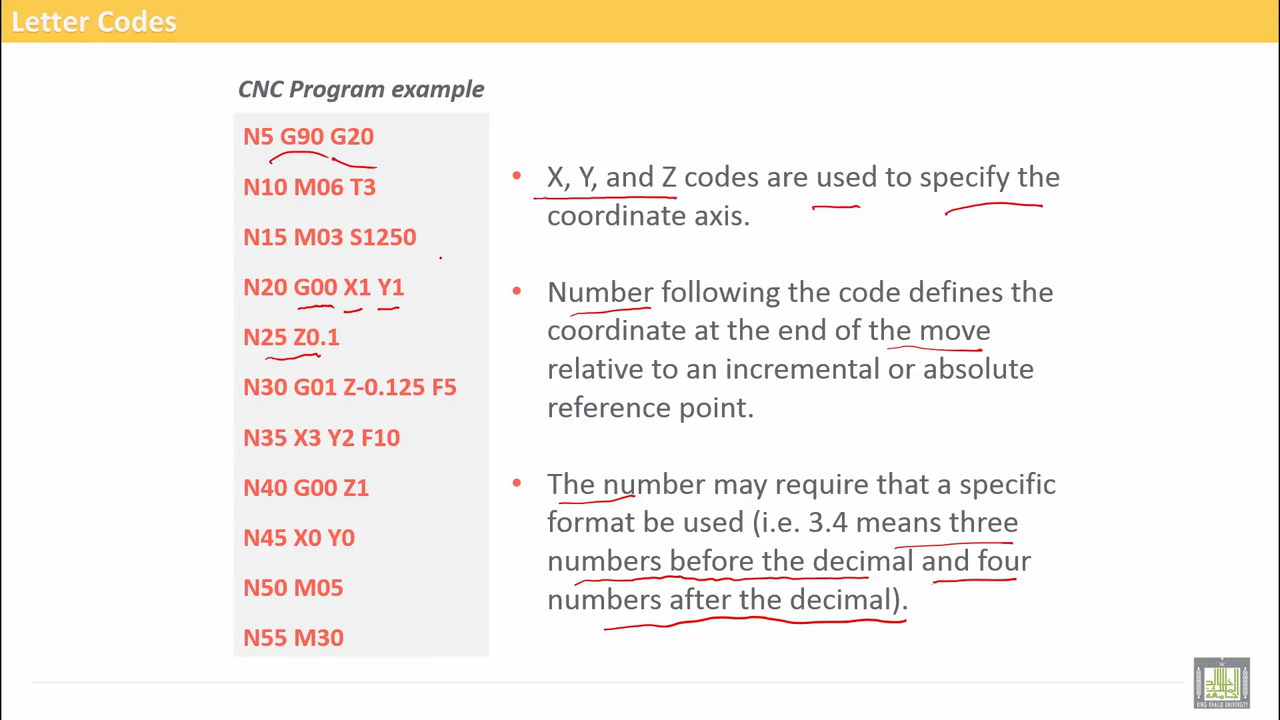 Letter Codes
CNC Program example
N5 G90 G20
N10 M06 T3
N15 M03 S1250
N20 G00 X1 Y1
N25 Z0.1
N30 G01 Z-0.125 F5
N35 X3 Y2 F10
N40 G00 Z1
N45 X0 Y0
N50 M05
N55 M30
• X, Y, and Z codes are used to specify the
coordinate axis.
• Number following the code defines the
coordinate at the end of the move
relative to an incremental or absolute
reference point.
• The number may require that a specific
format be used (i.e. 3.4 means three
numbers before the decimal and four
numbers after the decimal).
KING KHALID UNIVERSITY